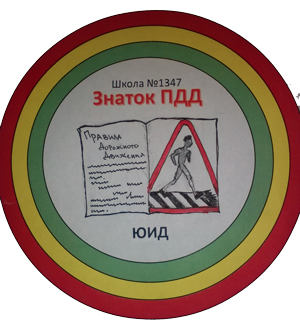 Школа №1347
Знаток ПДД
Правила
Дорожного
Движения
ЮИД